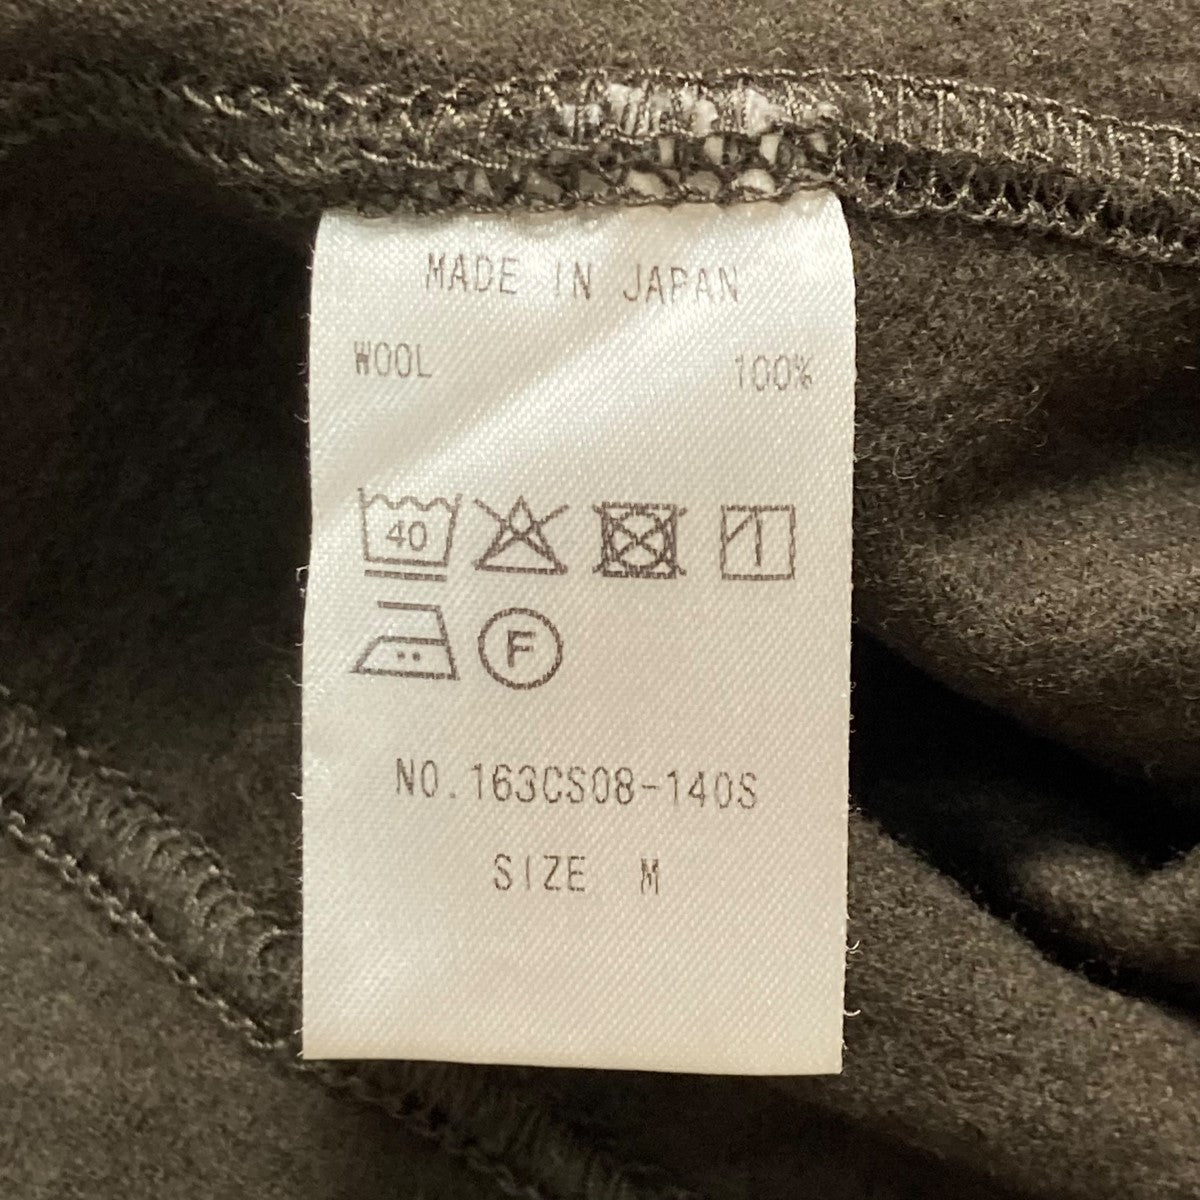 MADE IN JAPAN
WOOL 100%
40
F
NO.163CS08-140S
SIZE M